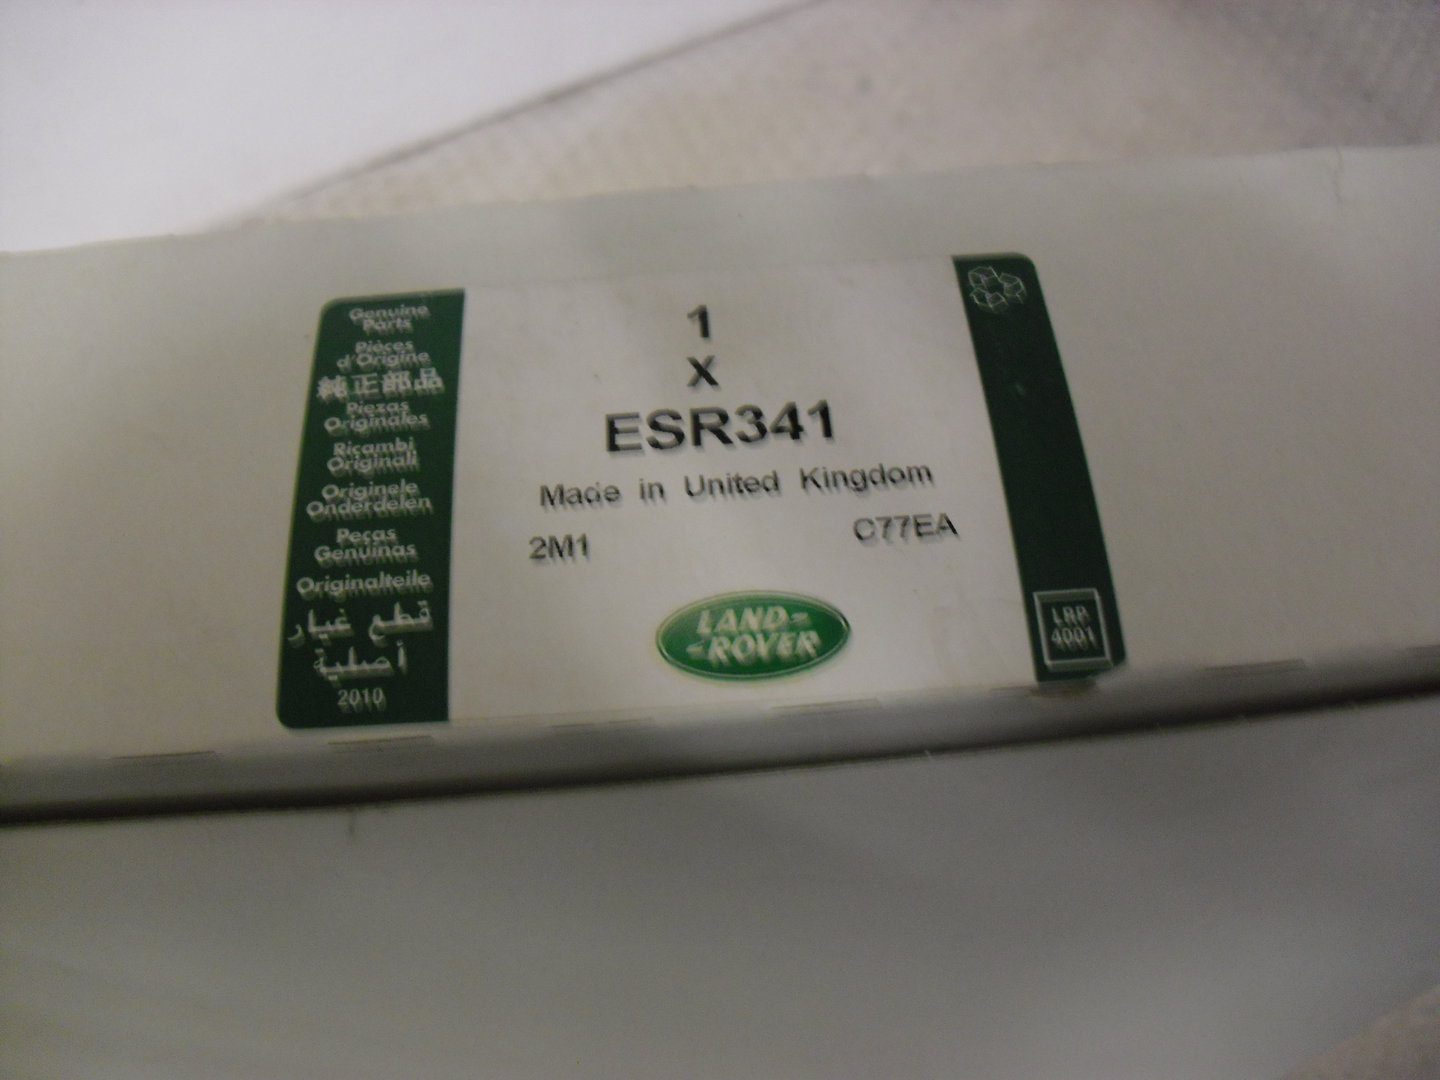 Genuine
Parts
Pièces
d'Origine
純正部品
Piezas
Originales
Ricambi
Originali
Originele
Onderdelen
Peças
Genuinas
Originalteile
قطع غيار
أصلية
2010
1
X
ESR341
Made in United Kingdom
2M1 C77EA
LAND-
-ROVER
LRP
4001